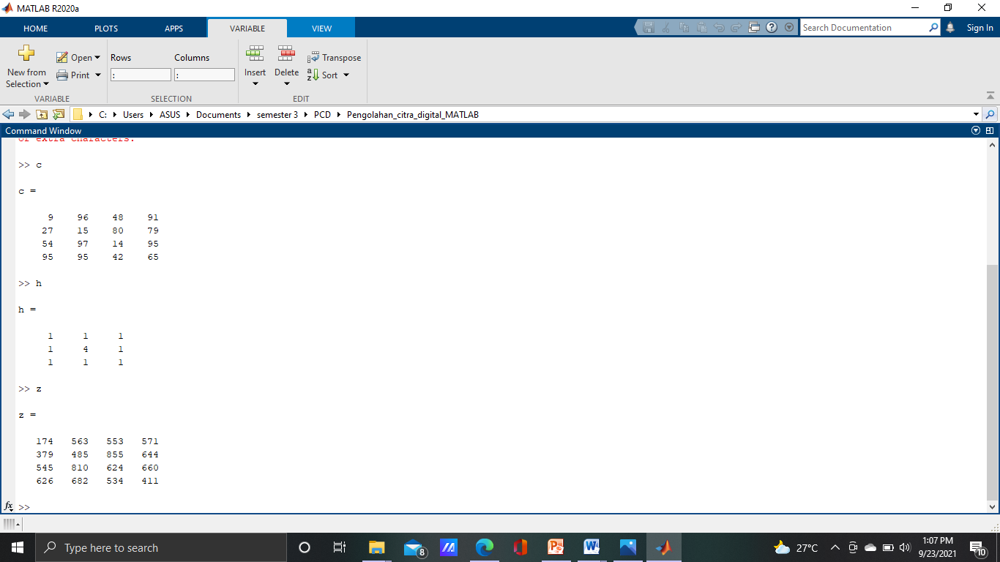 MATLAB R2020a
HOME PLOTS APPS VARIABLE VIEW Search Documentation Sign In
New from Selection
Open
Print
Rows Columns
: :
Insert Delete
Transpose
Sort
VARIABLE SELECTION EDIT
C: Users ASUS Documents semester 3 PCD Pengolahan_citra_digital_MATLAB
Command Window
or extra characters.
>> c
c =
9 96 48 91
27 15 80 79
54 97 14 95
95 95 42 65
>> h
h =
1 1 1
1 4 1
1 1 1
>> z
z =
174 563 553 571
379 485 855 644
545 810 624 660
626 682 534 411
fx >>
Type here to search 8 27°C 1:07 PM
9/23/2021 10